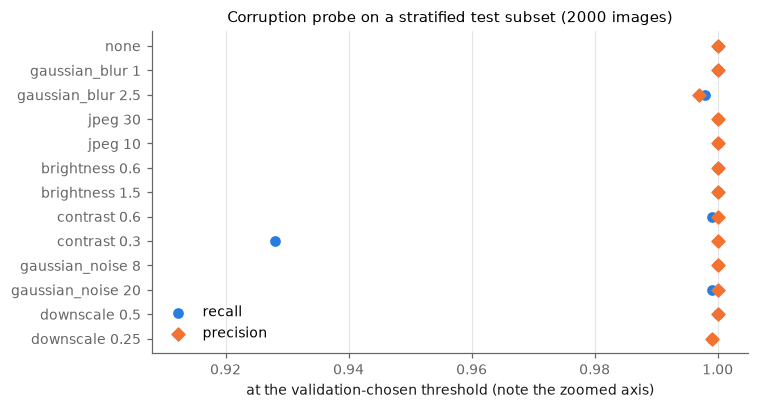 Corruption probe on a stratified test subset (2000 images)
none
gaussian_blur 1
gaussian_blur 2.5
jpeg 30
jpeg 10
brightness 0.6
brightness 1.5
contrast 0.6
contrast 0.3
gaussian_noise 8
gaussian_noise 20
downscale 0.5
downscale 0.25
recall
precision
0.92 0.94 0.96 0.98 1.00
at the validation-chosen threshold (note the zoomed axis)